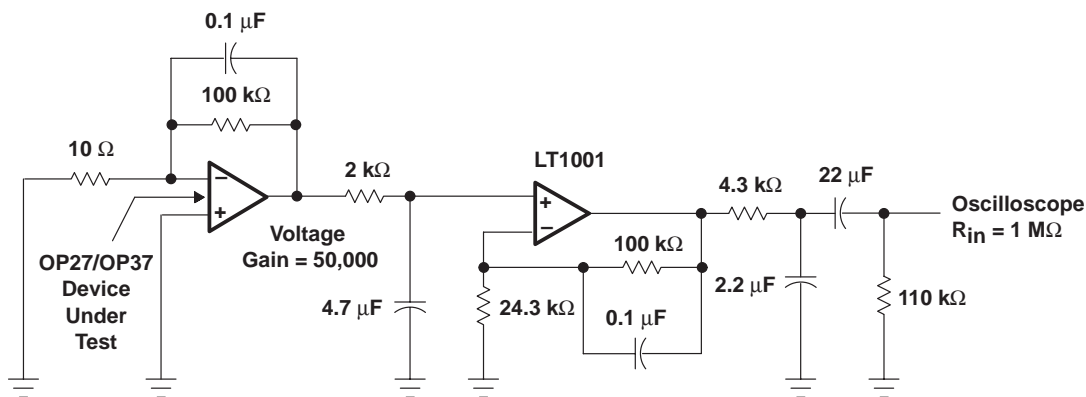 0.1 µF
100 kΩ
10 Ω
−
+
OP27/OP37
Device
Under
Test
Voltage
Gain = 50,000
2 kΩ
4.7 µF
LT1001
+
−
24.3 kΩ
100 kΩ
0.1 µF
4.3 kΩ
2.2 µF
22 µF
110 kΩ
Oscilloscope
Rin = 1 MΩ